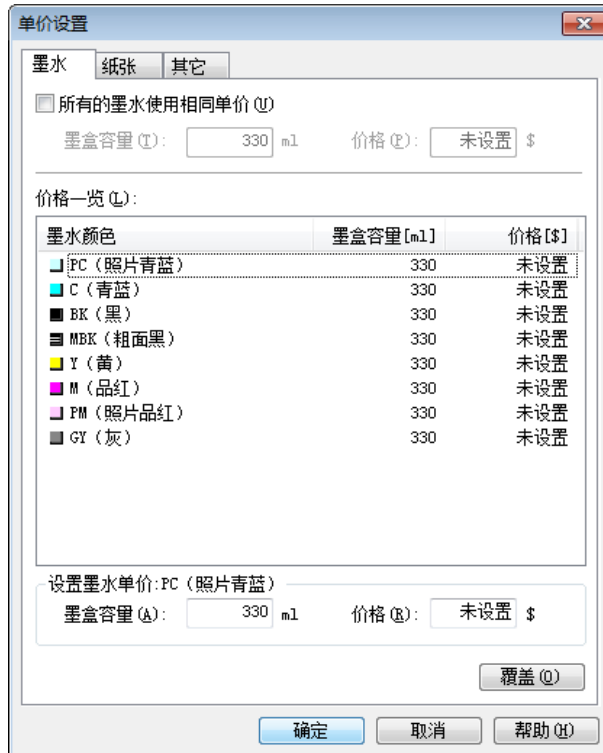 单价设置
墨水 纸张 其它
所有的墨水使用相同单价(U)
墨盒容量(T): 330 ml 价格(P): 未设置 $
价格一览(L):
墨水颜色 墨盒容量[ml] 价格[$]
PC (照片青蓝) 330 未设置
C (青蓝) 330 未设置
BK (黑) 330 未设置
MBK (粗面黑) 330 未设置
Y (黄) 330 未设置
M (品红) 330 未设置
PM (照片品红) 330 未设置
GY (灰) 330 未设置
设置墨水单价:PC (照片青蓝)
墨盒容量(A): 330 ml 价格(R): 未设置 $
覆盖(O)
确定 取消 帮助(H)